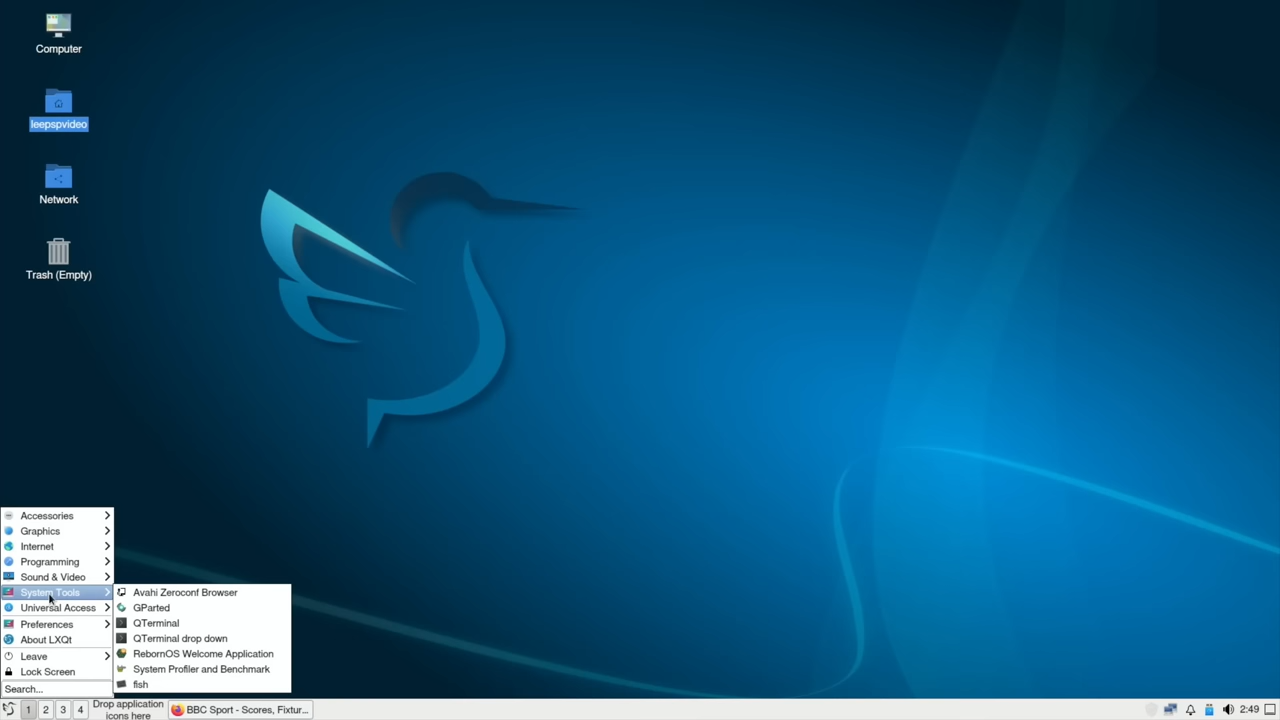 Computer
leepspvideo
Network
Trash (Empty)
Accessories
Graphics
Internet
Programming
Sound & Video
System Tools
Universal Access
Preferences
About LXQt
Leave
Lock Screen
Search...
Avahi Zeroconf Browser
GParted
QTerminal
QTerminal drop down
RebornOS Welcome Application
System Profiler and Benchmark
fish
1 2 3 4
Drop application
icons here
BBC Sport - Scores, Fixtur...
2:49